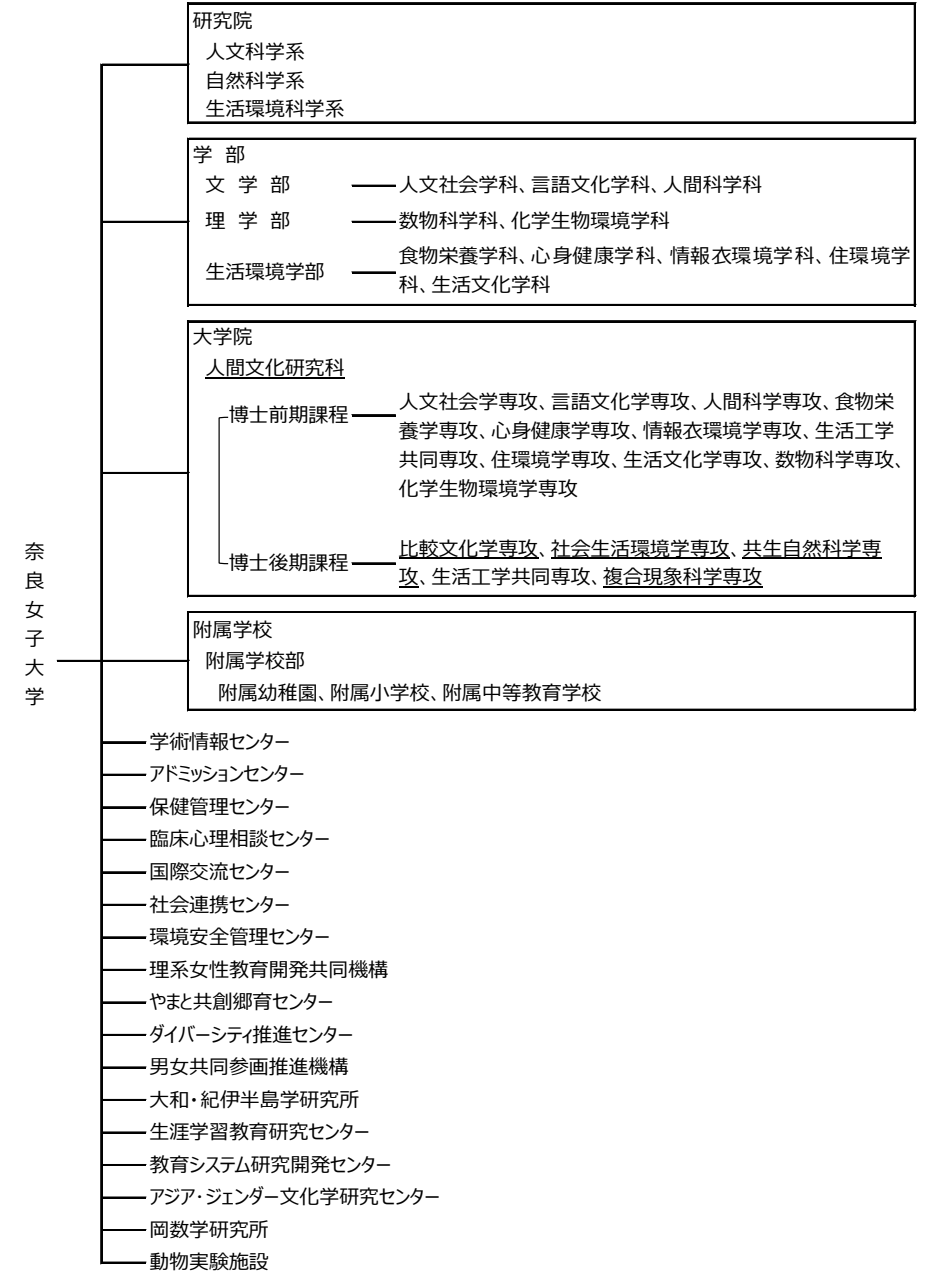 研究院
人文科学系
自然科学系
生活環境科学系
学 部
文 学 部 人文社会学科、言語文化学科、人間科学科
理 学 部 数物科学科、化学生物環境学科
生活環境学部 食物栄養学科、心身健康学科、情報衣環境学科、住環境学
科、生活文化学科
大学院
人間文化研究科
博士前期課程 人文社会学専攻、言語文化学専攻、人間科学専攻、食物栄
養学専攻、心身健康学専攻、情報衣環境学専攻、生活工学
共同専攻、住環境学専攻、生活文化学専攻、数物科学専攻、
化学生物環境学専攻
博士後期課程 比較文化学専攻、社会生活環境学専攻、共生自然科学専
攻、生活工学共同専攻、複合現象科学専攻
奈良女子大学
附属学校
附属学校部
附属幼稚園、附属小学校、附属中等教育学校
学術情報センター
アドミッションセンター
保健管理センター
臨床心理相談センター
国際交流センター
社会連携センター
環境安全管理センター
理系女性教育開発共同機構
やまと共創郷育センター
ダイバーシティ推進センター
男女共同参画推進機構
大和・紀伊半島学研究所
生涯学習教育研究センター
教育システム研究開発センター
アジア・ジェンダー文化学研究センター
岡数学研究所
動物実験施設